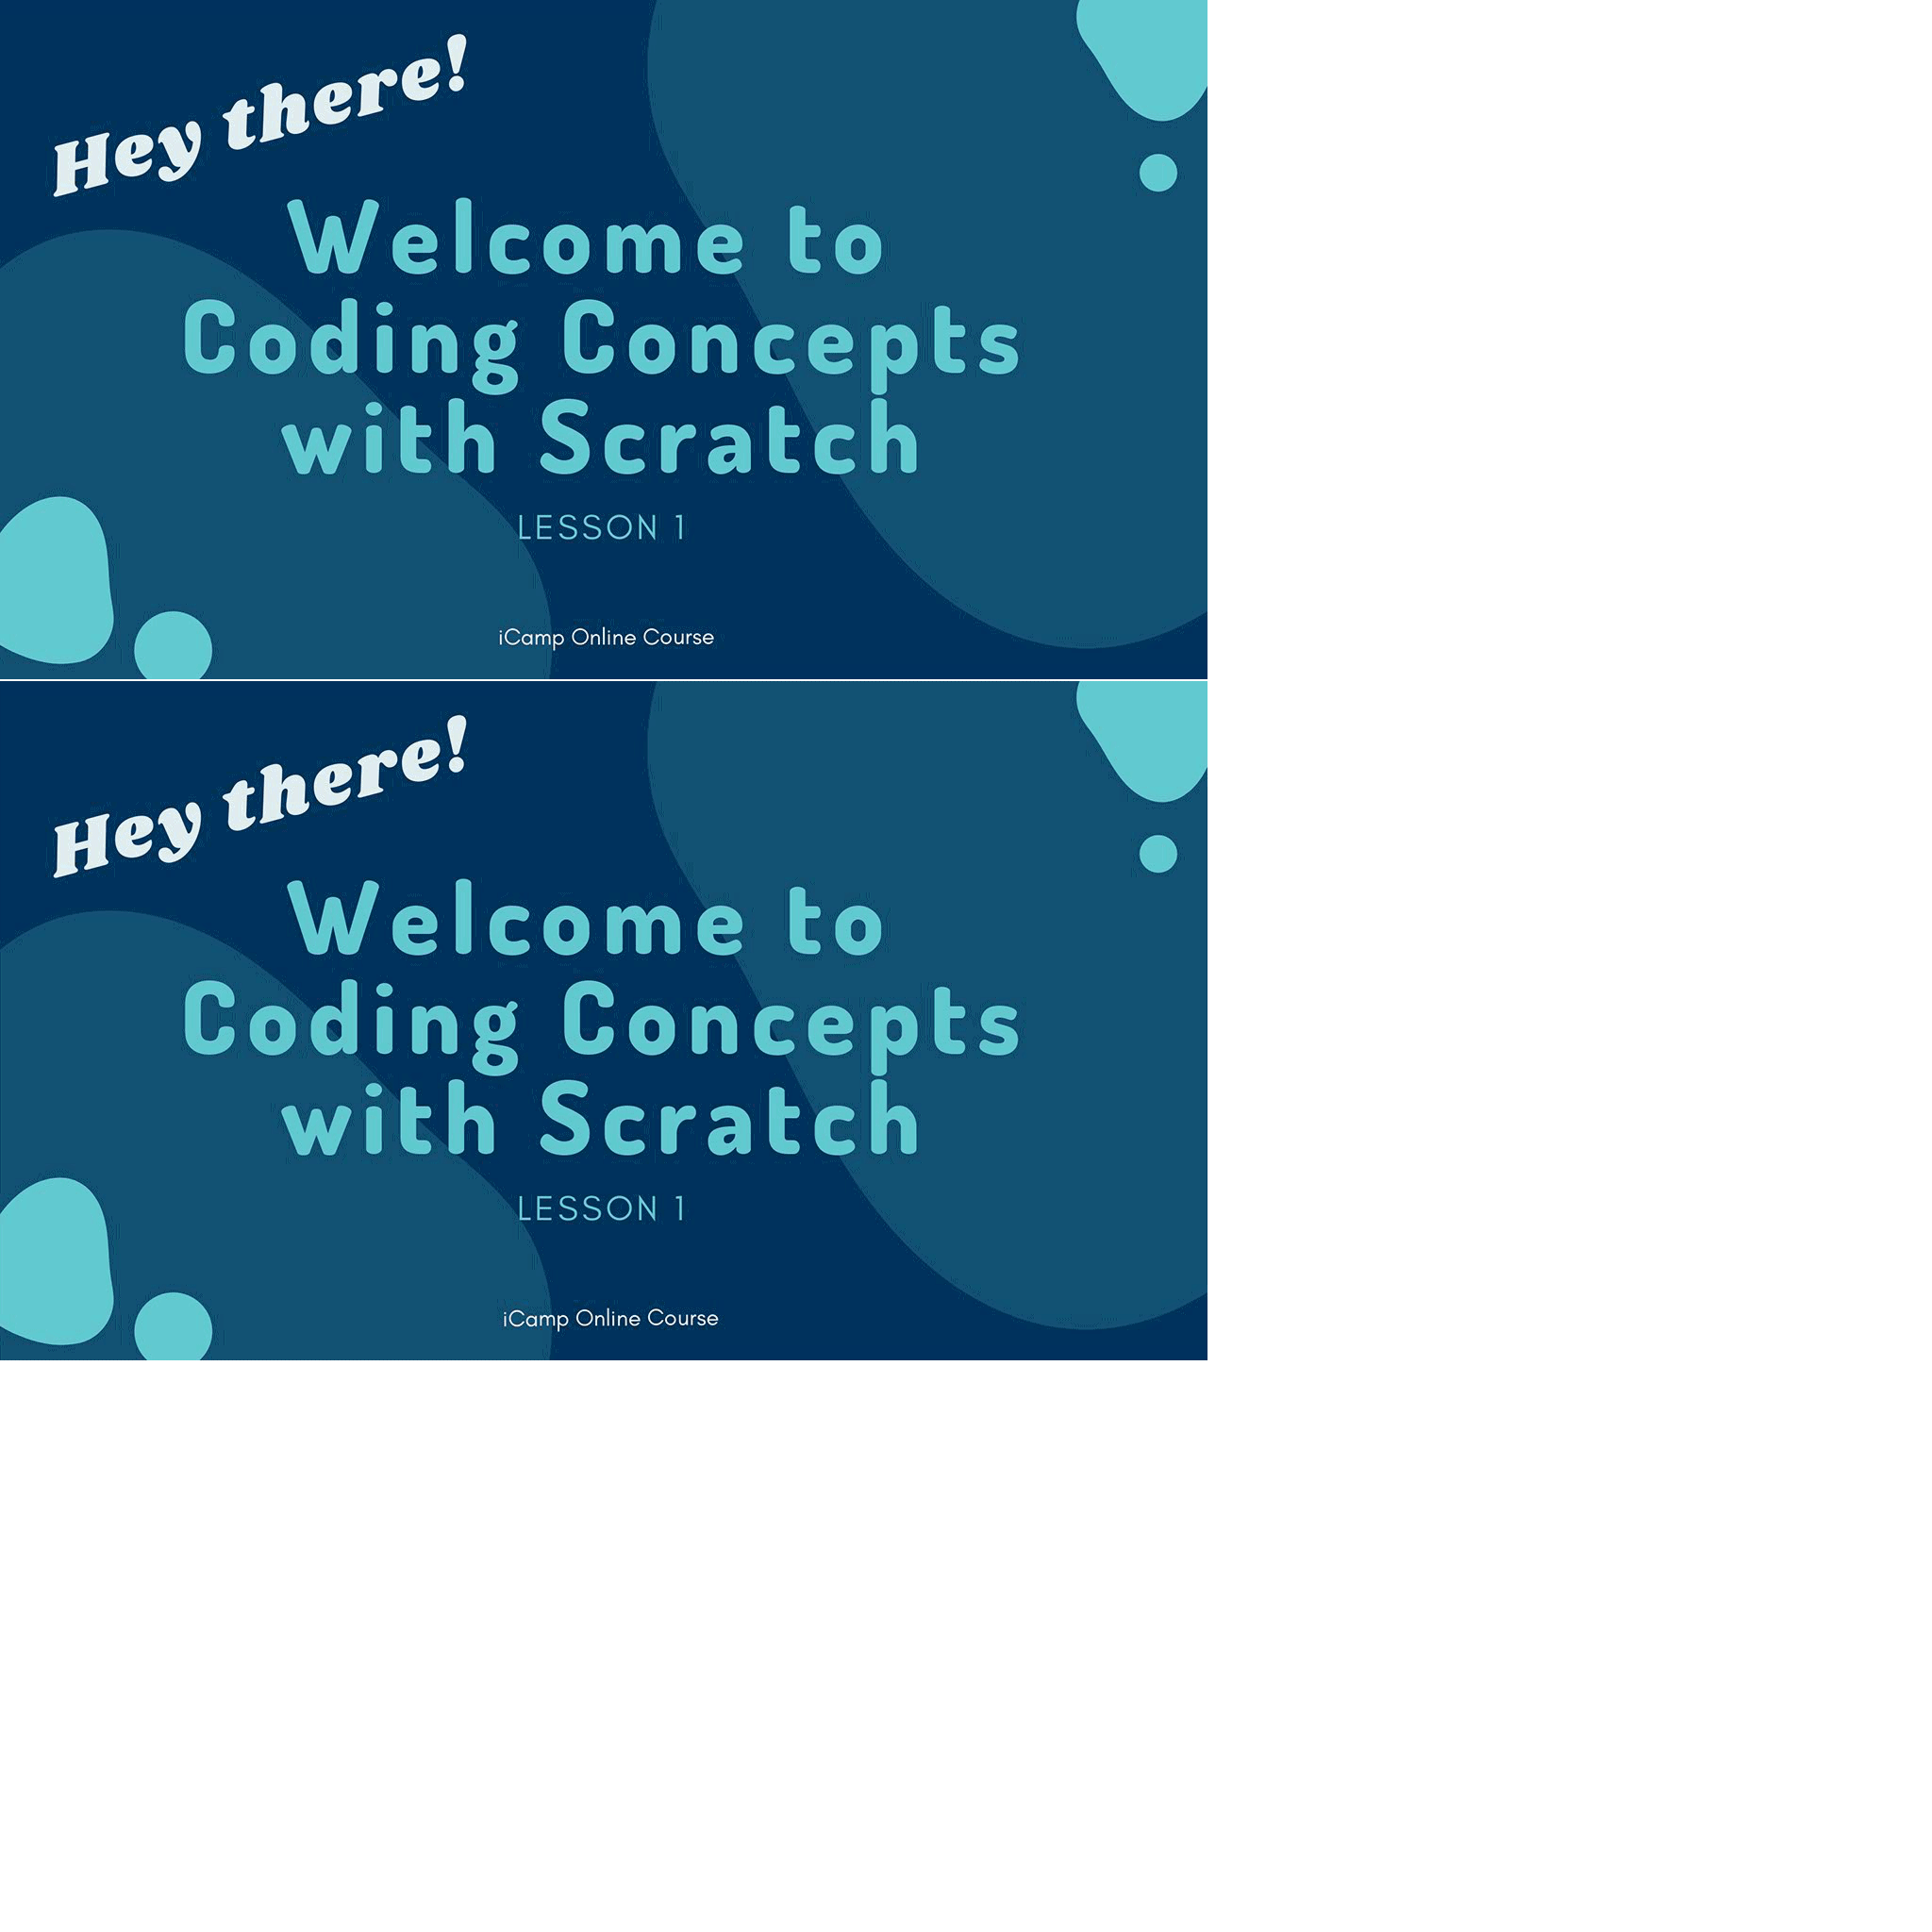 Hey there!
Welcome to
Coding Concepts
with Scratch
LESSON 1
iCamp Online Course
Hey there!
Welcome to
Coding Concepts
with Scratch
LESSON 1
iCamp Online Course